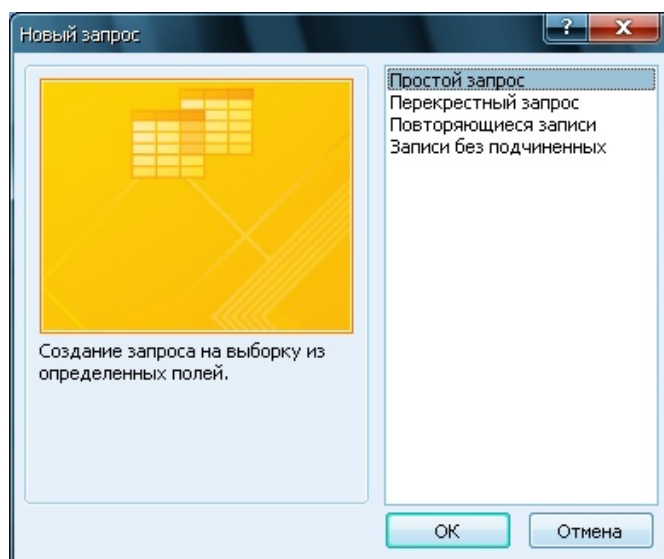 Новый запрос
?
X
Создание запроса на выборку из
определенных полей.
Простой запрос
Перекрестный запрос
Повторяющиеся записи
Записи без подчиненных
ОК
Отмена